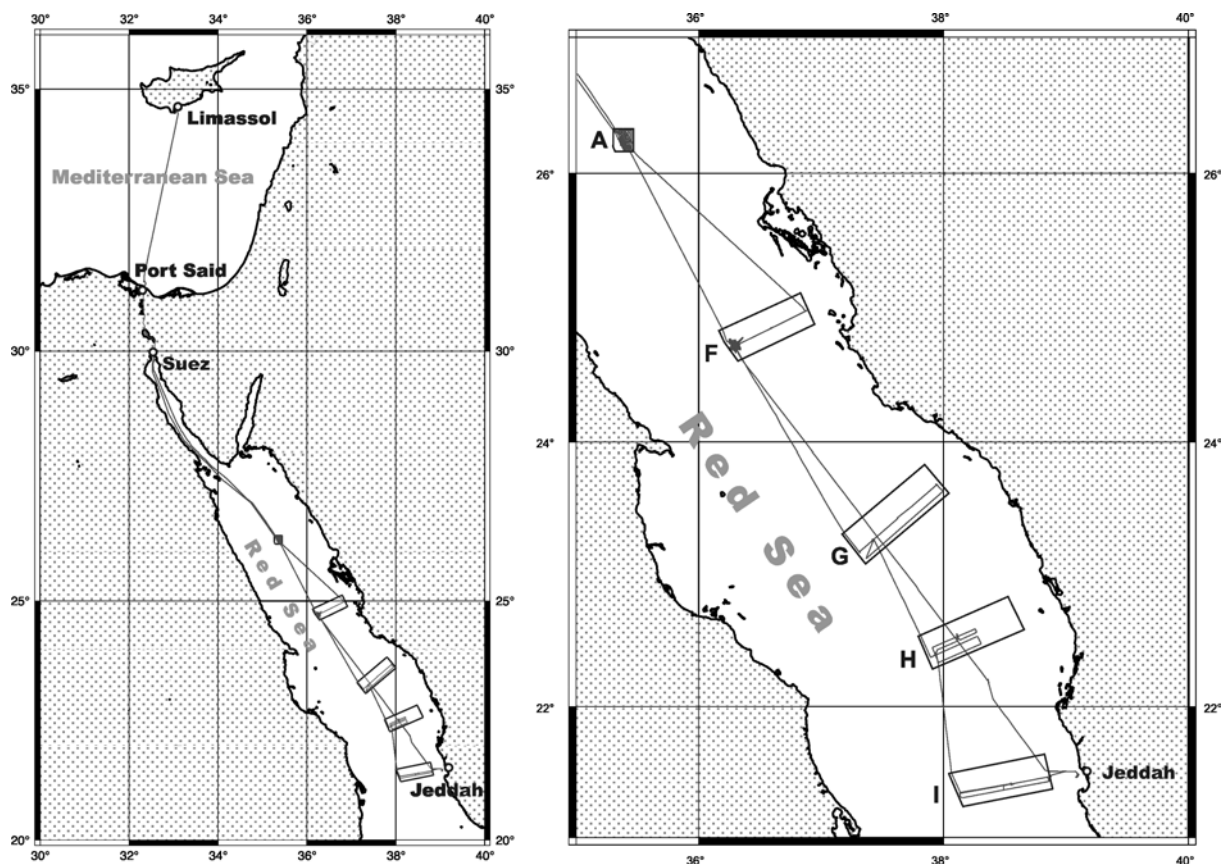 30° 32° 34° 36° 38° 40°
35° 35°
Limassol
Mediterranean Sea
Port Said
30° 30°
Suez
Red Sea
25° 25°
Jeddah
20° 20°
30° 32° 34° 36° 38° 40°
36° 38° 40°
A
26° 26°
F
24° 24°
Red Sea
G
H
22° 22°
I
Jeddah
36° 38° 40°